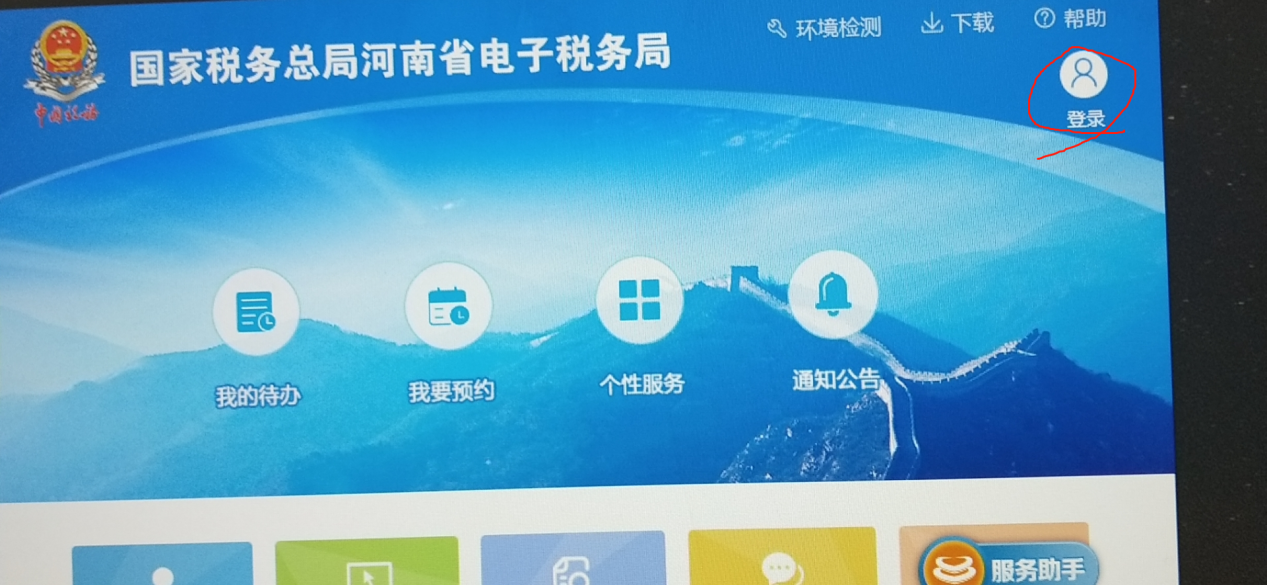 环境检测 下载 帮助
国家税务总局河南省电子税务局
中国税务
登录
我的待办 我要预约 个性服务 通知公告
服务助手